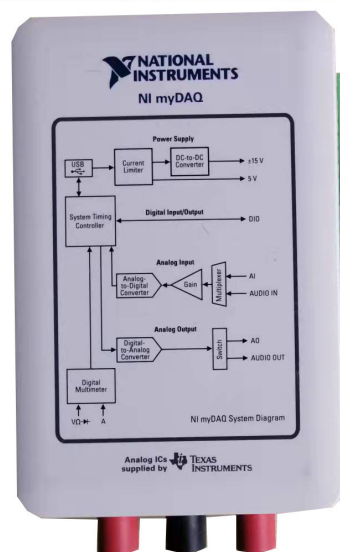 NATIONAL
INSTRUMENTS
NI myDAQ
Power Supply
USB
Current
Limiter
DC-to-DC
Converter
±15 V
5 V
System Timing
Controller
Digital Input/Output
DIO
Analog Input
Analog-
to-Digital
Converter
Gain
Multiplexer
AI
AUDIO IN
Analog Output
Digital-
to-Analog
Converter
Switch
AO
AUDIO OUT
Digital
Multimeter
VΩ
A
NI myDAQ System Diagram
Analog ICs
supplied by
TEXAS
INSTRUMENTS